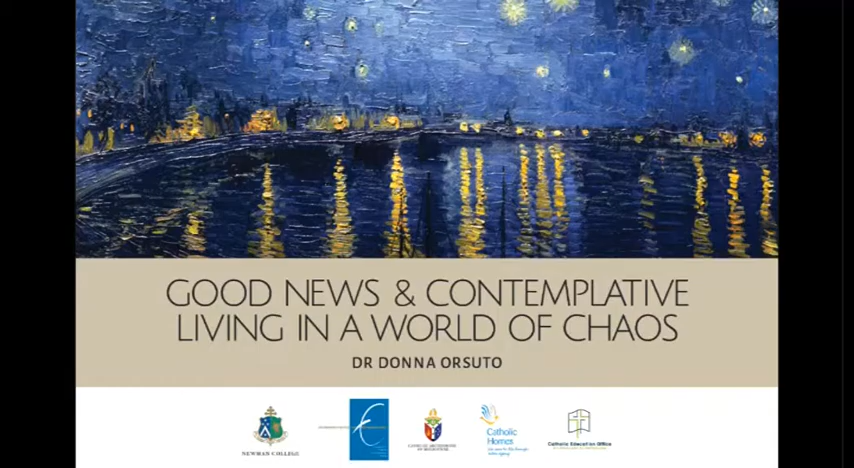 GOOD NEWS & CONTEMPLATIVE
LIVING IN A WORLD OF CHAOS
DR DONNA ORSUTO
NEWMAN COLLEGE
Catholic
Homes
Catholic Education Office